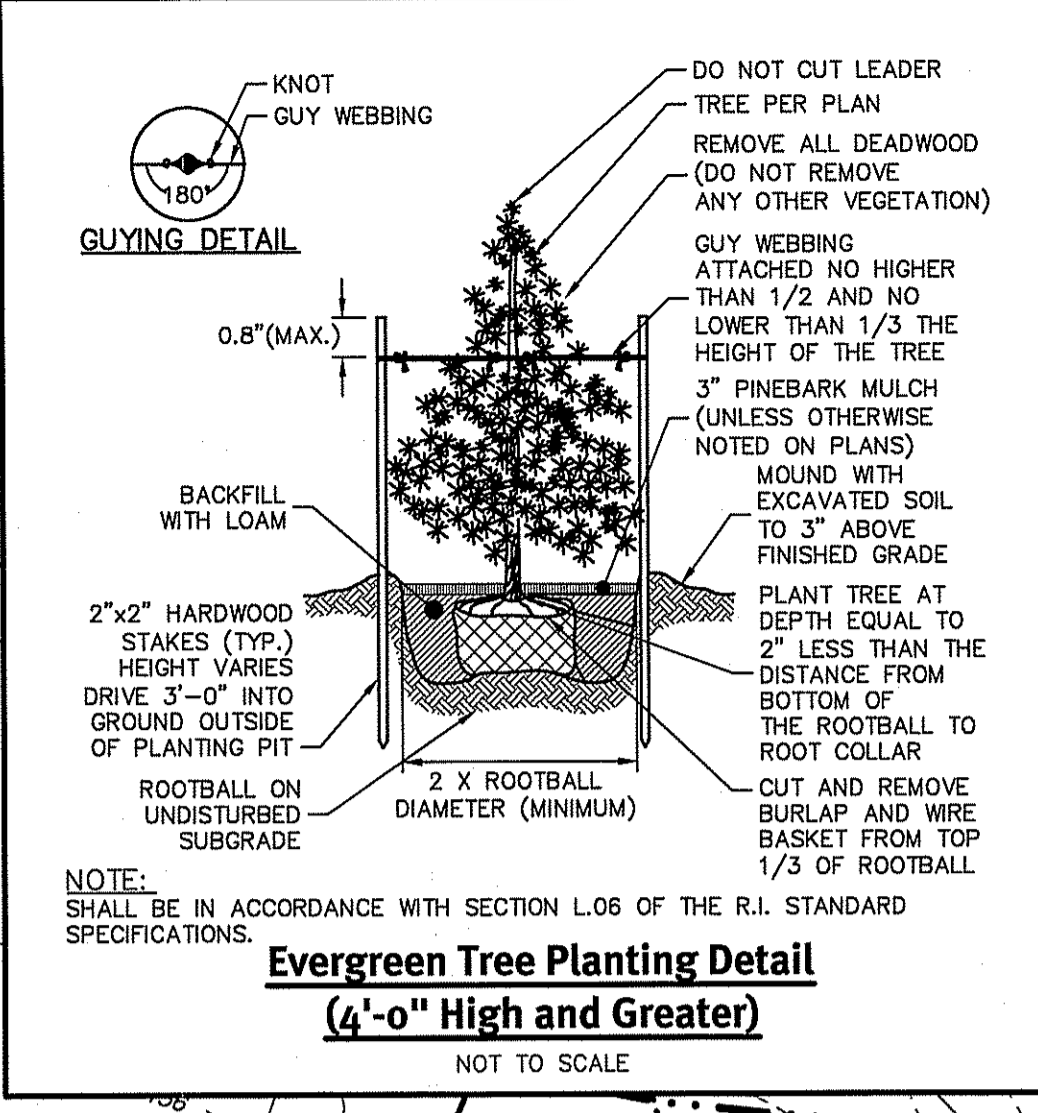 KNOT
GUY WEBBING
180°
GUYING DETAIL
DO NOT CUT LEADER
TREE PER PLAN
REMOVE ALL DEADWOOD
(DO NOT REMOVE
ANY OTHER VEGETATION)
GUY WEBBING
ATTACHED NO HIGHER
THAN 1/2 AND NO
LOWER THAN 1/3 THE
HEIGHT OF THE TREE
0.8"(MAX.)
3" PINEBARK MULCH
(UNLESS OTHERWISE
NOTED ON PLANS)
MOUND WITH
EXCAVATED SOIL
TO 3" ABOVE
FINISHED GRADE
BACKFILL
WITH LOAM
2"x2" HARDWOOD
STAKES (TYP.)
HEIGHT VARIES
DRIVE 3'-0" INTO
GROUND OUTSIDE
OF PLANTING PIT
PLANT TREE AT
DEPTH EQUAL TO
2" LESS THAN THE
DISTANCE FROM
BOTTOM OF
THE ROOTBALL TO
ROOT COLLAR
ROOTBALL ON
UNDISTURBED
SUBGRADE
2 X ROOTBALL
DIAMETER (MINIMUM)
CUT AND REMOVE
BURLAP AND WIRE
BASKET FROM TOP
1/3 OF ROOTBALL
NOTE:
SHALL BE IN ACCORDANCE WITH SECTION L.06 OF THE R.I. STANDARD
SPECIFICATIONS.
Evergreen Tree Planting Detail
(4'-0" High and Greater)
NOT TO SCALE